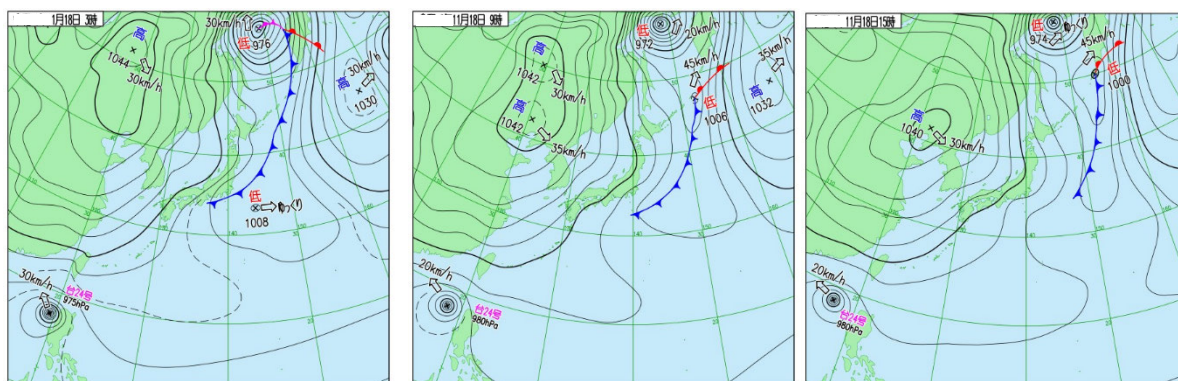 1月18日 3時
30km/h
低
976
高
1044
30km/h
30km/h
高
1030
低
ゆっくり
1008
30km/h
台24号
975hPa
140
11月18日 9時
低
972
20km/h
高
1042
30km/h
45km/h
35km/h
高
1032
高
1042
35km/h
低
1006
20km/h
台24号
980hPa
140
11月18日15時
低
974
ゆっくり
45km/h
低
1000
高
1040
30km/h
20km/h
台24号
980hPa
140